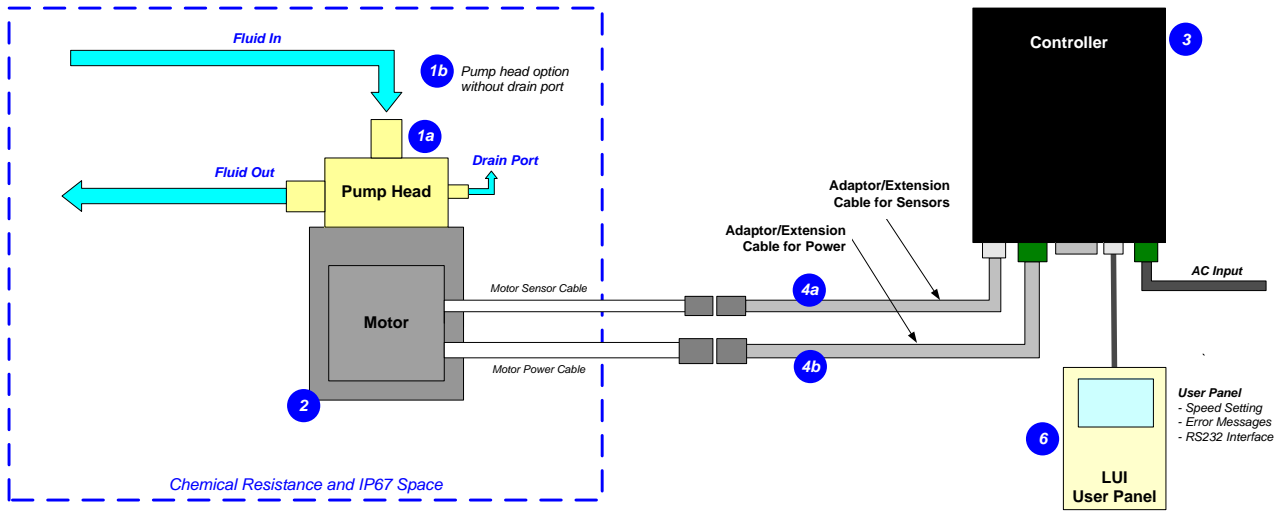 Fluid In
1b
Pump head option
without drain port
1a
Fluid Out
Drain Port
Pump Head
Motor
2
Motor Sensor Cable
Motor Power Cable
Chemical Resistance and IP67 Space
Controller
3
Adaptor/Extension
Cable for Sensors
Adaptor/Extension
Cable for Power
4a
4b
AC Input
6
LUI
User Panel
User Panel
- Speed Setting
- Error Messages
- RS232 Interface